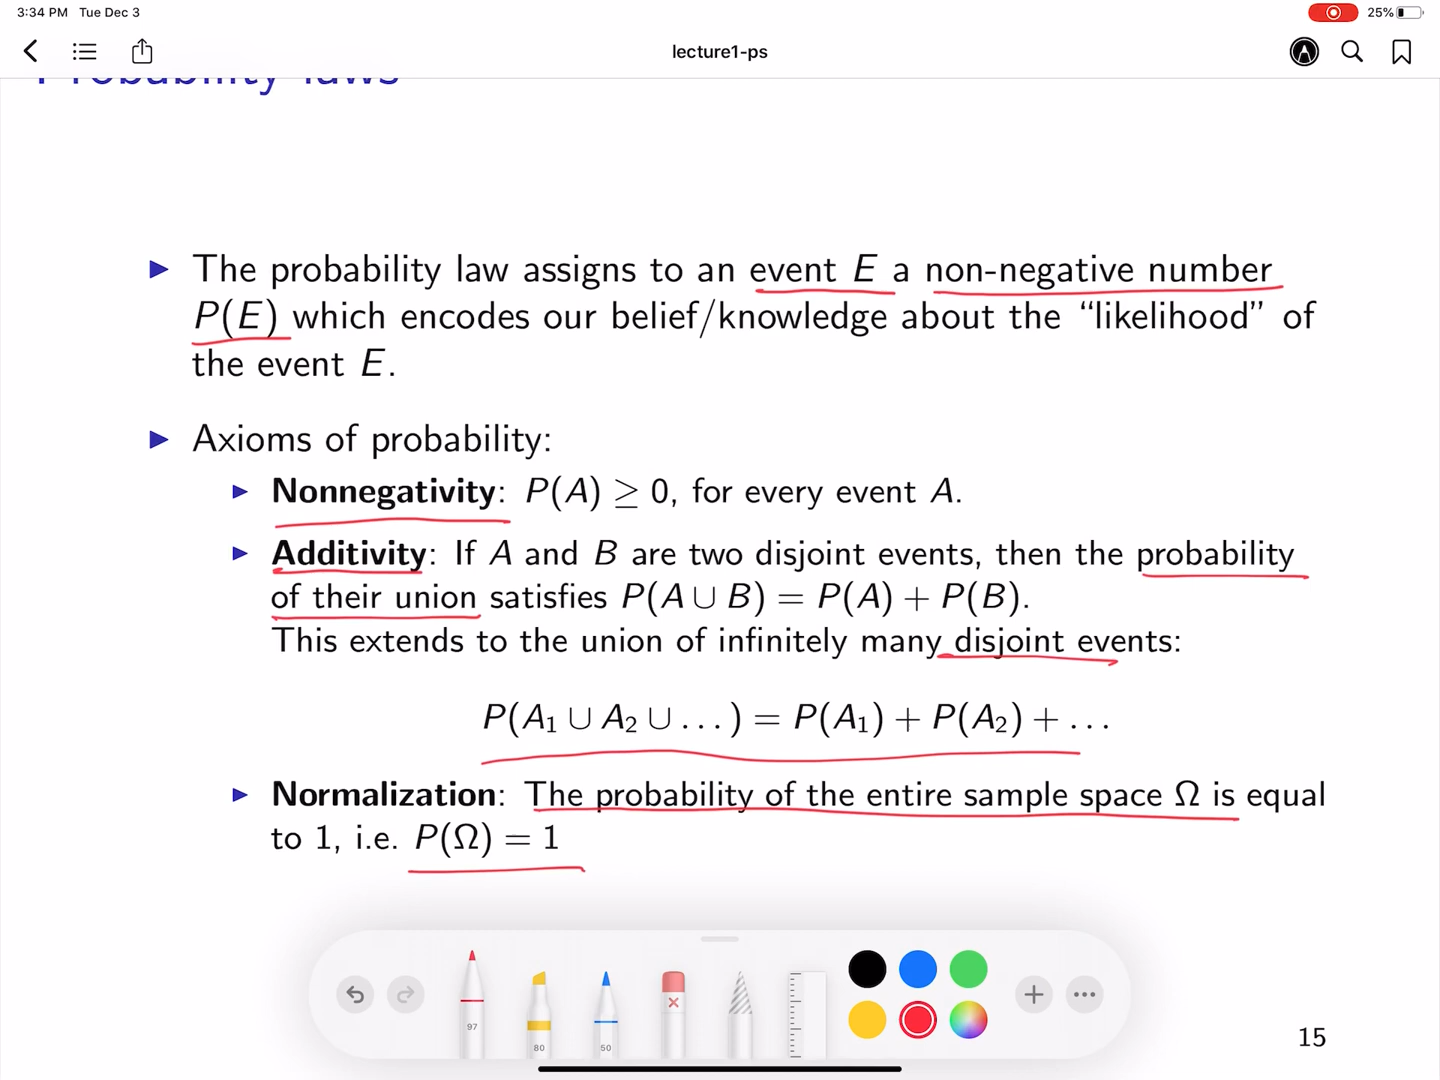 3:34 PM Tue Dec 3
25%
lecture1-ps
Probability laws
▶ The probability law assigns to an event E a non-negative number
P(E) which encodes our belief/knowledge about the “likelihood” of
the event E.
▶ Axioms of probability:
▶ Nonnegativity: P(A) ≥ 0, for every event A.
▶ Additivity: If A and B are two disjoint events, then the probability
of their union satisfies P(A ∪ B) = P(A) + P(B).
This extends to the union of infinitely many disjoint events:
P(A₁ ∪ A₂ ∪ . . . ) = P(A₁) + P(A₂) + . . .
▶ Normalization: The probability of the entire sample space Ω is equal
to 1, i.e. P(Ω) = 1
97
80
50
15